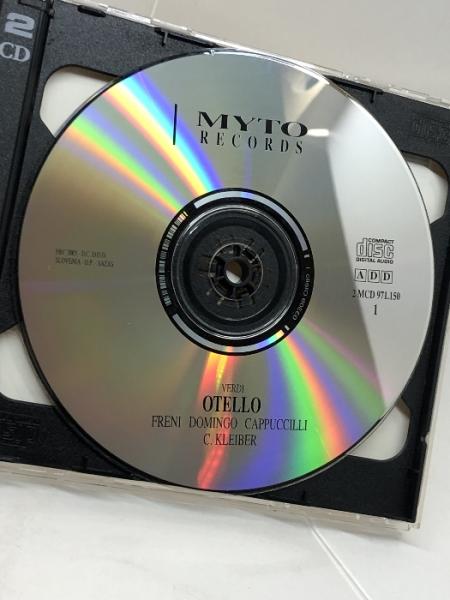 2
CD
MYTO
RECORDS
COMPACT
disc
DIGITAL AUDIO
ADD
2 MCD 971.150
1
SLOVENIA
VERDI
OTELLO
FRENI DOMINGO CAPPUCCILLI
C. KLEIBER